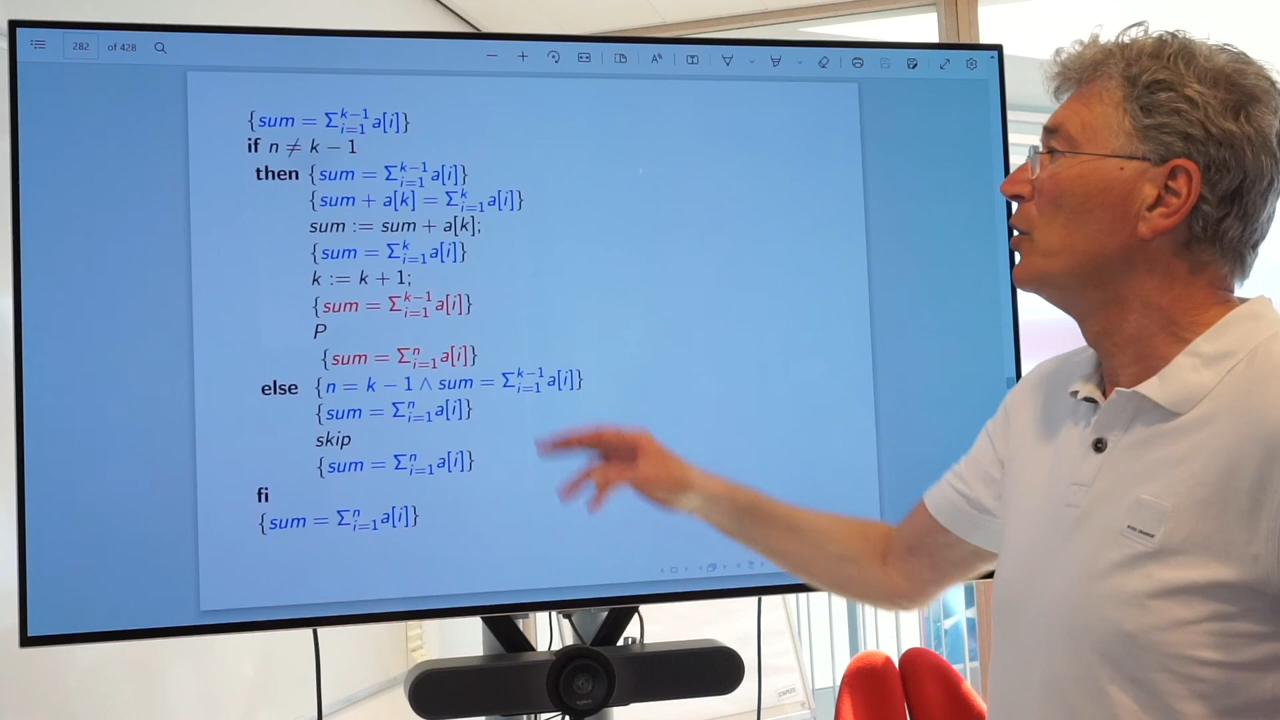 282 of 428
{sum = Σ_{i=1}^{k−1} a[i]}
if n ≠ k − 1
then {sum = Σ_{i=1}^{k−1} a[i]}
{sum + a[k] = Σ_{i=1}^{k} a[i]}
sum := sum + a[k];
{sum = Σ_{i=1}^{k} a[i]}
k := k + 1;
{sum = Σ_{i=1}^{k−1} a[i]}
P
{sum = Σ_{i=1}^{n} a[i]}
else {n = k − 1 ∧ sum = Σ_{i=1}^{k−1} a[i]}
{sum = Σ_{i=1}^{n} a[i]}
skip
{sum = Σ_{i=1}^{n} a[i]}
fi
{sum = Σ_{i=1}^{n} a[i]}